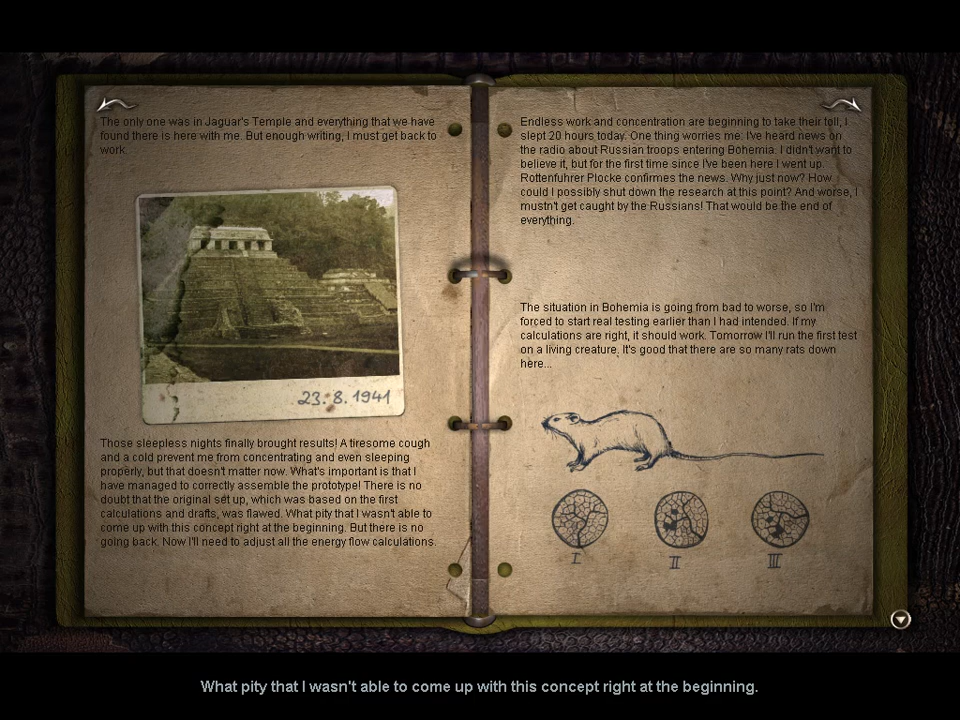 The only one was in Jaguar's Temple and everything that we have
found there is here with me. But enough writing, I must get back to
work.
23. 8. 1941
Those sleepless nights finally brought results! A tiresome cough
and a cold prevent me from concentrating and even sleeping
properly, but that doesn't matter now. What's important is that I
have managed to correctly assemble the prototype! There is no
doubt that the original set up, which was based on the first
calculations and drafts, was flawed. What pity that I wasn't able to
come up with this concept right at the beginning. But there is no
going back. Now I'll need to adjust all the energy flow calculations.
Endless work and concentration are beginning to take their toll, I
slept 20 hours today. One thing worries me. I've heard news on
the radio about Russian troops entering Bohemia. I didn't want to
believe it, but for the first time since I've been here I went up.
Rottenfuhrer Plocke confirmes the news. Why just now? How
could I possibly shut down the research at this point? And worse, I
mustn't get caught by the Russians! That would be the end of
everything.
The situation in Bohemia is going from bad to worse, so I'm
forced to start real testing earlier than I had intended. If my
calculations are right, it should work. Tomorrow I'll run the first test
on a living creature. It's good that there are so many rats down
here...
I II III
What pity that I wasn't able to come up with this concept right at the beginning.